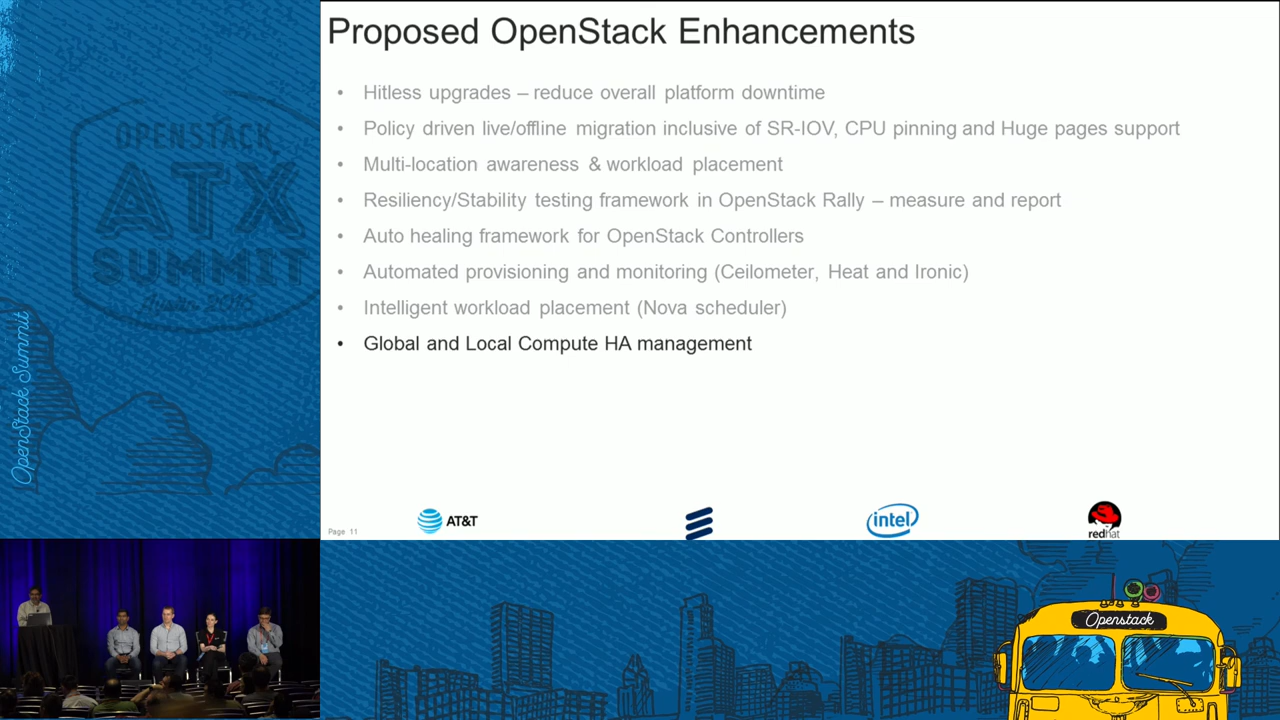 Proposed OpenStack Enhancements
• Hitless upgrades – reduce overall platform downtime
• Policy driven live/offline migration inclusive of SR-IOV, CPU pinning and Huge pages support
• Multi-location awareness & workload placement
• Resiliency/Stability testing framework in OpenStack Rally – measure and report
• Auto healing framework for OpenStack Controllers
• Automated provisioning and monitoring (Ceilometer, Heat and Ironic)
• Intelligent workload placement (Nova scheduler)
• Global and Local Compute HA management
Page 11
AT&T
intel
redhat
OPENSTACK
ATX
SUMMIT
Austin 2016
OpenStack Summit
Openstack